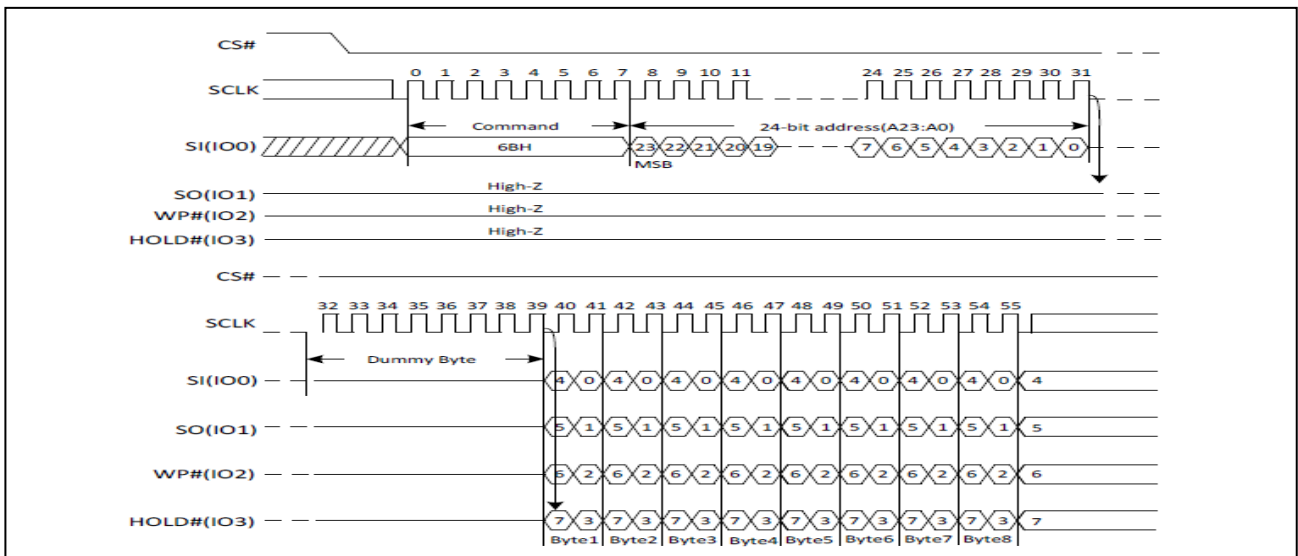 CS#
0 1 2 3 4 5 6 7 8 9 10 11 24 25 26 27 28 29 30 31
SCLK
Command 24-bit address(A23:A0)
SI(IO0) 6BH 23 22 21 20 19 7 6 5 4 3 2 1 0
MSB
SO(IO1) High-Z
WP#(IO2) High-Z
HOLD#(IO3) High-Z
CS#
32 33 34 35 36 37 38 39 40 41 42 43 44 45 46 47 48 49 50 51 52 53 54 55
SCLK
Dummy Byte
SI(IO0) 4 0 4 0 4 0 4 0 4 0 4 0 4 0 4 0 4
SO(IO1) 5 1 5 1 5 1 5 1 5 1 5 1 5 1 5 1 5
WP#(IO2) 6 2 6 2 6 2 6 2 6 2 6 2 6 2 6 2 6
HOLD#(IO3) 7 3 7 3 7 3 7 3 7 3 7 3 7 3 7 3 7
Byte1 Byte2 Byte3 Byte4 Byte5 Byte6 Byte7 Byte8